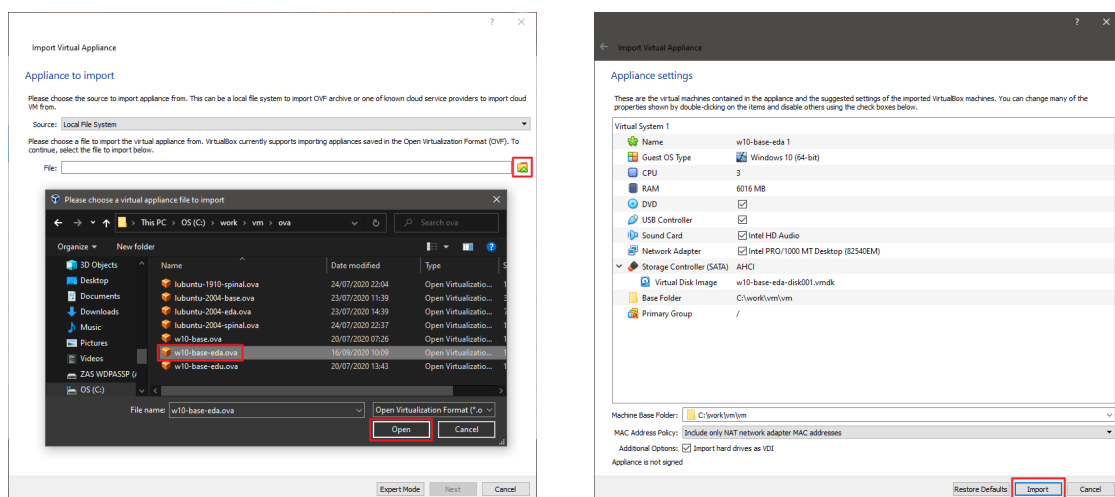 Import Virtual Appliance
Appliance to import
Please choose the source to import appliance from. This can be a local file system to import OVF archive or one of known cloud service providers to import cloud
VM from.
Source: Local File System
Please choose a file to import the virtual appliance from. VirtualBox currently supports importing appliances saved in the Open Virtualization Format (OVF). To
continue, select the file to import below.
File:
Please choose a virtual appliance file to import
This PC > OS (C:) > work > vm > ova
Search ova
Organize New folder
3D Objects
Desktop
Documents
Downloads
Music
Pictures
Videos
ZAS WDPASSP (
OS (C:)
Name Date modified Type S
lubuntu-1910-spinal.ova 24/07/2020 22:04 Open Virtualizatio... 1
lubuntu-2004-base.ova 23/07/2020 11:39 Open Virtualizatio...
lubuntu-2004-eda.ova 23/07/2020 14:39 Open Virtualizatio...
lubuntu-2004-spinal.ova 24/07/2020 22:37 Open Virtualizatio... 1
w10-base.ova 20/07/2020 07:26 Open Virtualizatio... 1
w10-base-eda.ova 16/09/2020 10:09 Open Virtualizatio... 1
w10-base-edu.ova 20/07/2020 13:43 Open Virtualizatio... 1
File name: w10-base-eda.ova Open Virtualization Format (*.o
Open Cancel
Expert Mode Next Cancel
Import Virtual Appliance
Appliance settings
These are the virtual machines contained in the appliance and the suggested settings of the imported VirtualBox machines. You can change many of the
properties shown by double-clicking on the items and disable others using the check boxes below.
Virtual System 1
Name w10-base-eda 1
Guest OS Type Windows 10 (64-bit)
CPU 3
RAM 6016 MB
DVD
USB Controller
Sound Card Intel HD Audio
Network Adapter Intel PRO/1000 MT Desktop (82540EM)
Storage Controller (SATA) AHCI
Virtual Disk Image w10-base-eda-disk001.vmdk
Base Folder C:\work\vm\vm
Primary Group /
Machine Base Folder: C:\work\vm\vm
MAC Address Policy: Include only NAT network adapter MAC addresses
Additional Options: Import hard drives as VDI
Appliance is not signed
Restore Defaults Import Cancel